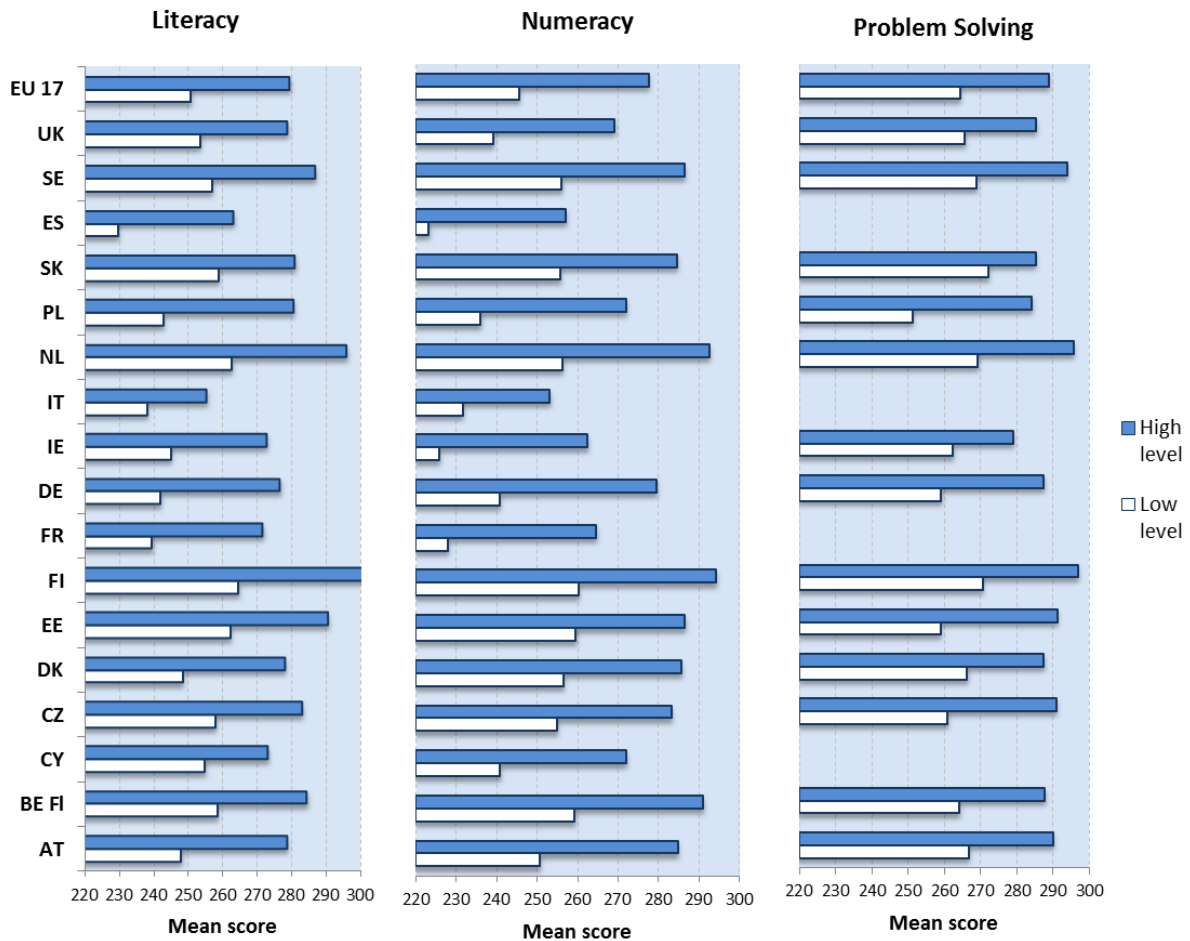 Literacy
Numeracy
Problem Solving
EU 17
UK
SE
ES
SK
PL
NL
IT
IE
DE
FR
FI
EE
DK
CZ
CY
BE Fl
AT
High
level
Low
level
220 230 240 250 260 270 280 290 300
220 230 240 250 260 270 280 290 300
220 230 240 250 260 270 280 290 300
Mean score
Mean score
Mean score